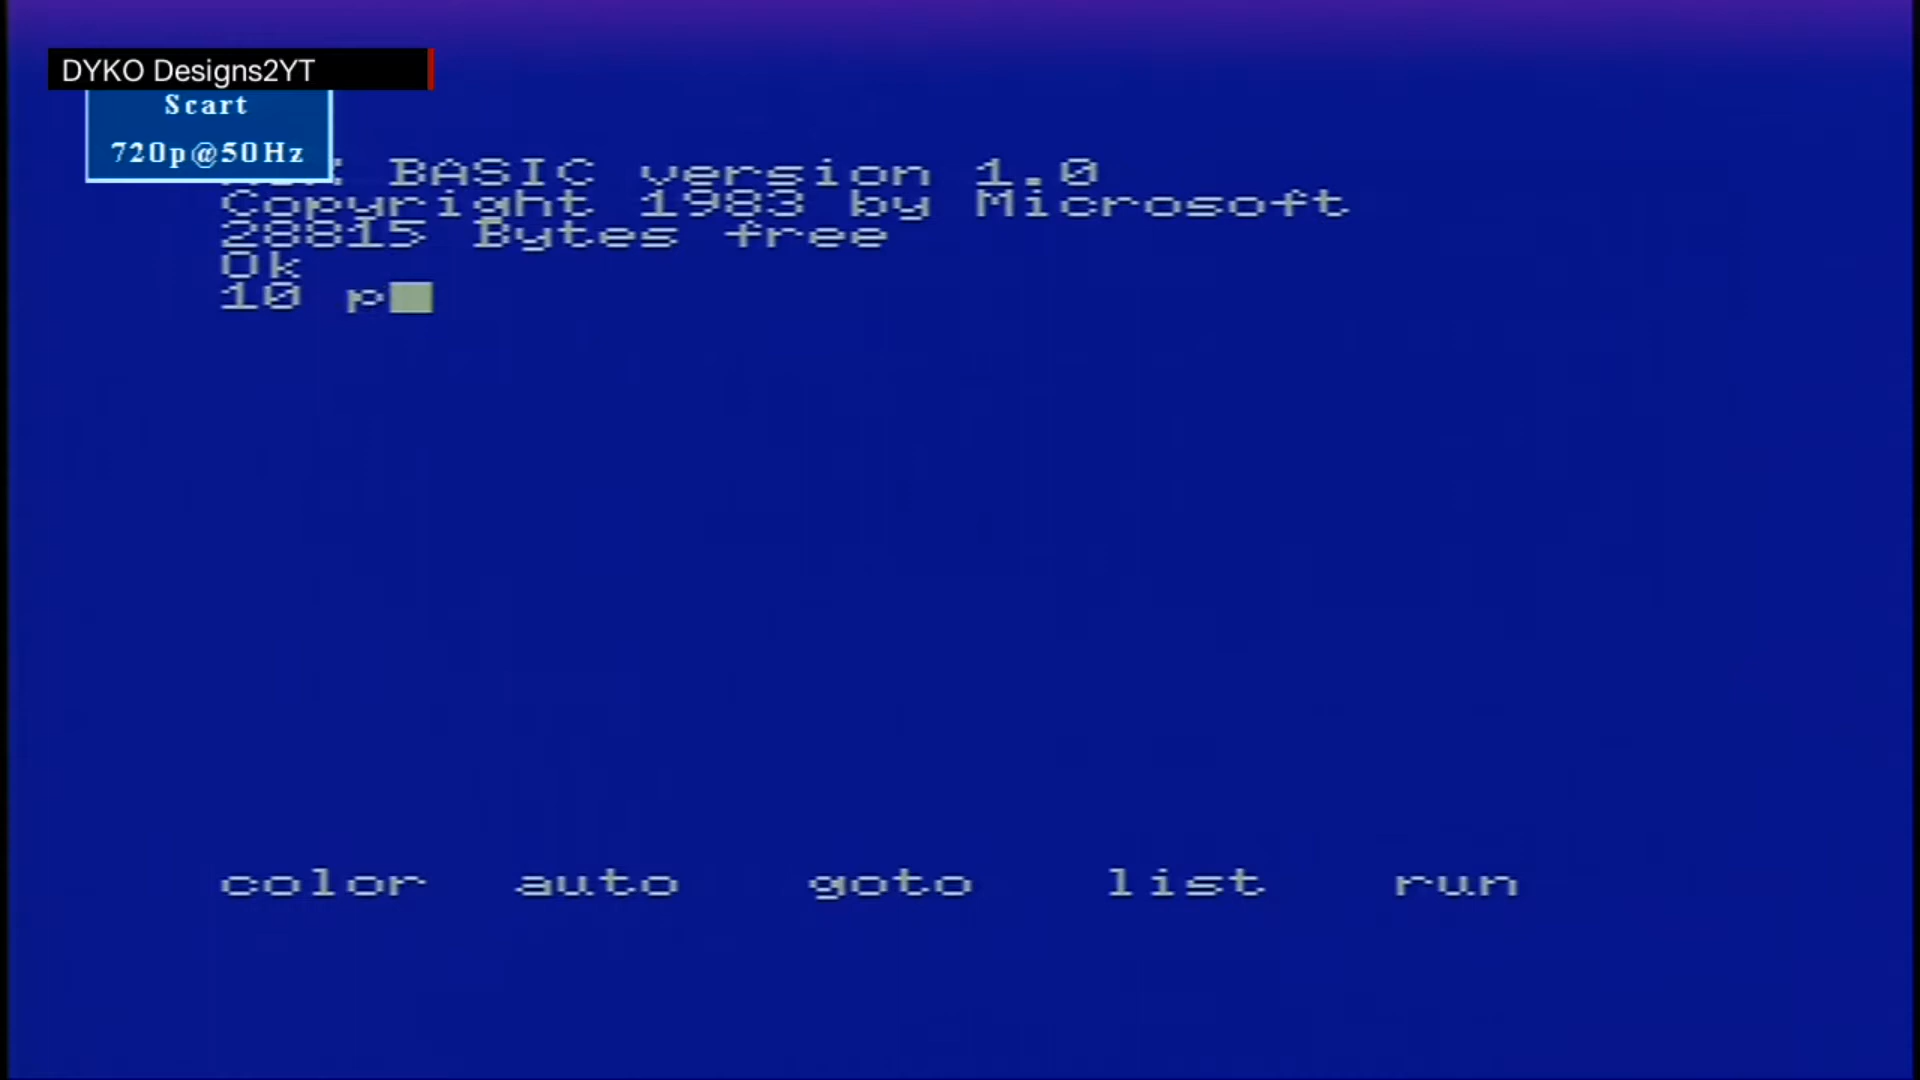 DYKO Designs2YT
Scart
720p@50Hz
BASIC version 1.0
Copyright 1983 by Microsoft
28815 Bytes free
Ok
10 p
color auto goto list run